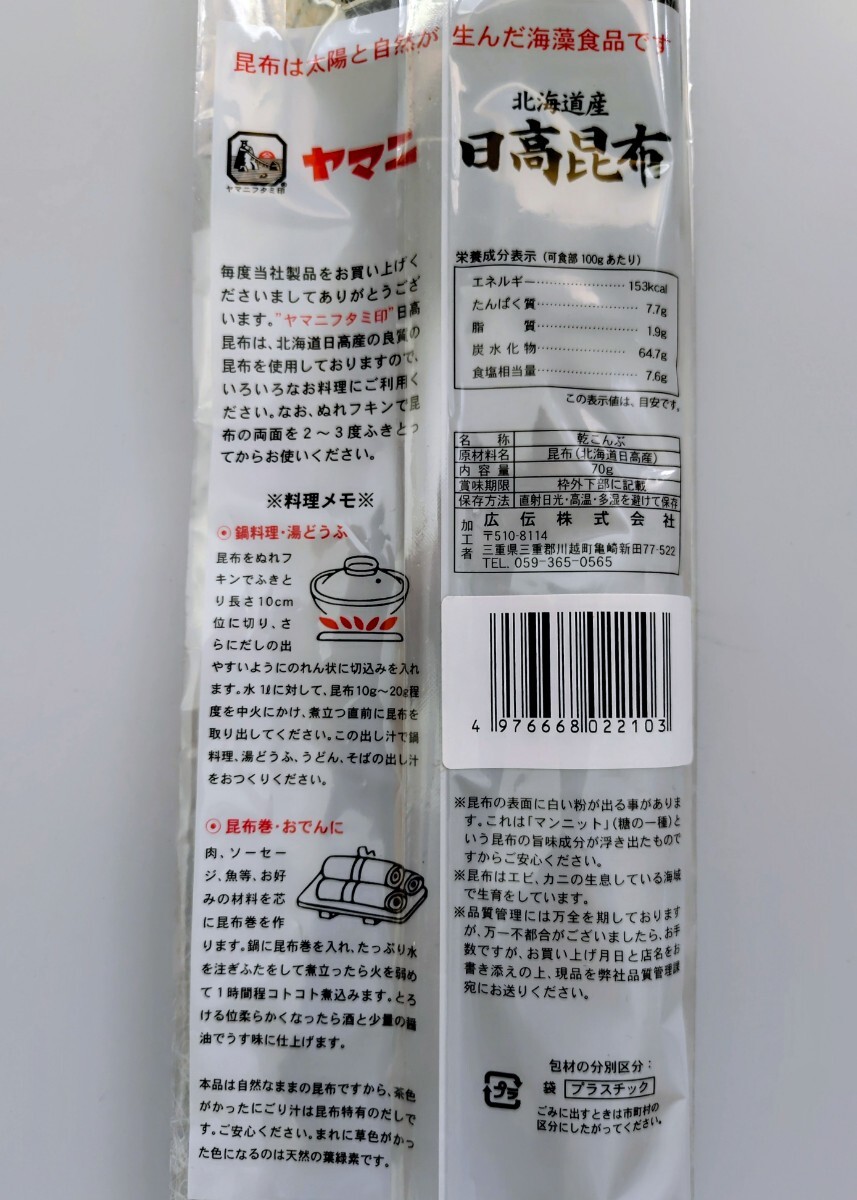 昆布は太陽と自然が生んだ海藻食品です
ヤマニフタミ印
ヤマニ
毎度当社製品をお買い上げく
ださいましてありがとうござ
います。"ヤマニフタミ印"日高
昆布は、北海道日高産の良質の
昆布を使用しておりますので、
いろいろなお料理にご利用く
ださい。なお、ぬれフキンで昆
布の両面を2〜3度ふきとっ
てからお使いください。
※料理メモ※
鍋料理・湯どうふ
昆布をぬれフ
キンでふきと
り長さ10cm
位に切り、さ
らにだしの出
やすいようにのれん状に切込みを入れ
ます。水1ℓに対して、昆布10g〜20g程
度を中火にかけ、煮立つ直前に昆布を
取り出してください。この出し汁で鍋
料理、湯どうふ、うどん、そばの出し汁
をおつくりください。
昆布巻・おでんに
肉、ソーセー
ジ、魚等、お好
みの材料を芯
に昆布巻を作
ります。鍋に昆布巻を入れ、たっぷり水
を注ぎふたをして煮立ったら火を弱め
て1時間程コトコト煮込みます。とろ
ける位柔らかくなったら酒と少量の醤
油でうす味に仕上げます。
本品は自然なままの昆布ですから、茶色
がかったにごり汁は昆布特有のだしで
す。ご安心ください。まれに草色がかっ
た色になるのは天然の葉緑素です。
北海道産
日高昆布
栄養成分表示(可食部100gあたり)
エネルギー……………………153kcal
たんぱく質……………………7.7g
脂 質……………………1.9g
炭水化物……………………64.7g
食塩相当量……………………7.6g
この表示値は、目安です。
名 称 乾こんぶ
原材料名 昆布(北海道日高産)
内容量 70g
賞味期限 枠外下部に記載
保存方法 直射日光・高温・多湿を避けて保存
加工者 広伝株式会社
〒510-8114
三重県三重郡川越町亀崎新田77-522
TEL. 059-365-0565
4 976668 022103
※昆布の表面に白い粉が出る事がありま
す。これは「マンニット」(糖の一種)と
いう昆布の旨味成分が浮き出たもので
すからご安心ください。
※昆布はエビ、カニの生息している海域
で生育をしています。
※品質管理には万全を期しております
が、万一不都合がございましたら、お手
数ですが、お買い上げ月日と店名をお
書き添えの上、現品を弊社品質管理課
宛にお送りください。
包材の分別区分：
プラ 袋 プラスチック
ごみに出すときは市町村の
区分にしたがってください。